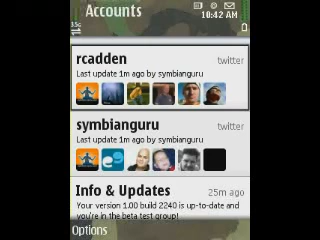 Accounts
10:42 AM
3.5G
rcadden twitter
Last update 1m ago by symbianguru
symbianguru twitter
Last update 1m ago by symbianguru
Info & Updates 25m ago
Your version 1.00 build 2240 is up-to-date and
you're in the beta test group!
Options